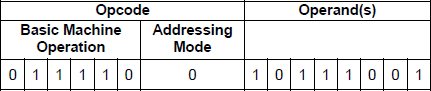 Opcode Operand(s)
Basic Machine Operation Addressing Mode
0 1 1 1 1 0 0 1 0 1 1 1 0 0 1